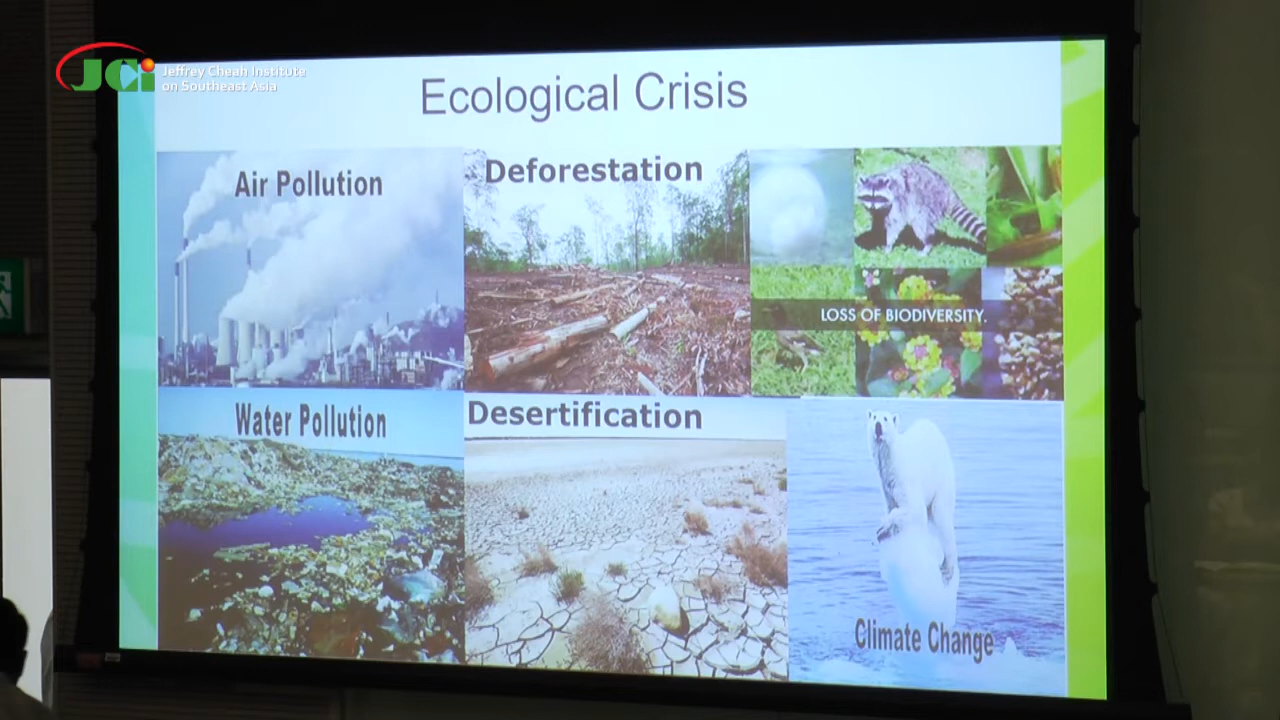 JCi Jeffrey Cheah Institute
on Southeast Asia
Ecological Crisis
Air Pollution
Deforestation
LOSS OF BIODIVERSITY.
Water Pollution
Desertification
Climate Change